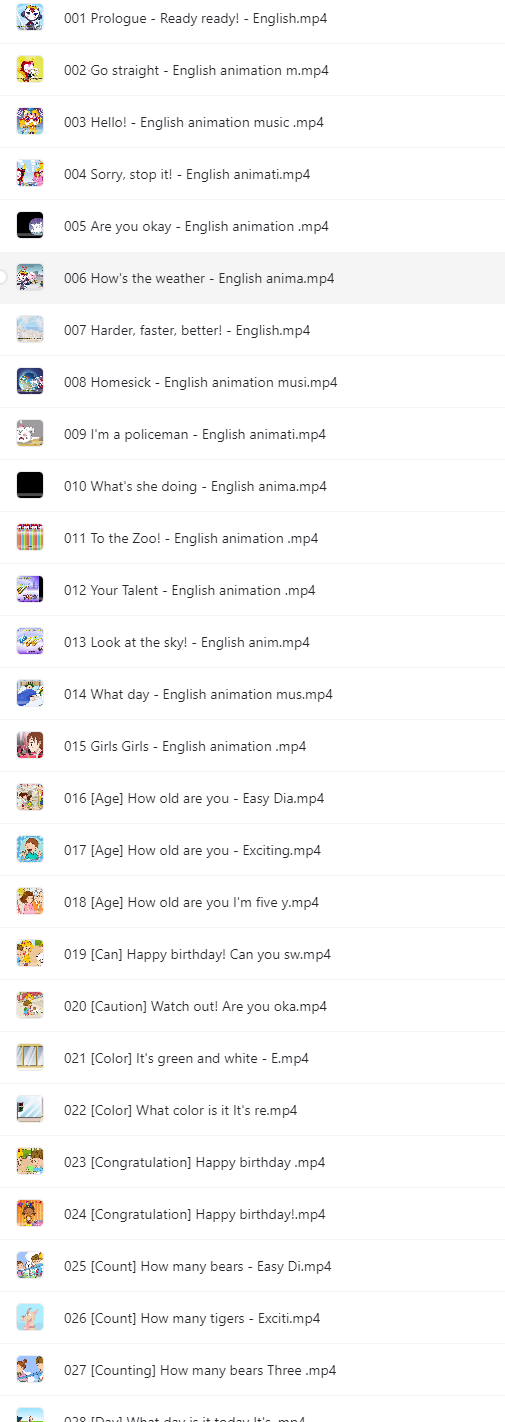 001 Prologue - Ready ready! - English.mp4
002 Go straight - English animation m.mp4
003 Hello! - English animation music .mp4
004 Sorry, stop it! - English animati.mp4
005 Are you okay - English animation .mp4
006 How's the weather - English anima.mp4
007 Harder, faster, better! - English.mp4
008 Homesick - English animation musi.mp4
009 I'm a policeman - English animati.mp4
010 What's she doing - English anima.mp4
011 To the Zoo! - English animation .mp4
012 Your Talent - English animation .mp4
013 Look at the sky! - English anim.mp4
014 What day - English animation mus.mp4
015 Girls Girls - English animation .mp4
016 [Age] How old are you - Easy Dia.mp4
017 [Age] How old are you - Exciting.mp4
018 [Age] How old are you I'm five y.mp4
019 [Can] Happy birthday! Can you sw.mp4
020 [Caution] Watch out! Are you oka.mp4
021 [Color] It's green and white - E.mp4
022 [Color] What color is it It's re.mp4
023 [Congratulation] Happy birthday .mp4
024 [Congratulation] Happy birthday!.mp4
025 [Count] How many bears - Easy Di.mp4
026 [Count] How many tigers - Exciti.mp4
027 [Counting] How many bears Three .mp4
028 [Day] What day is it today It's .mp4